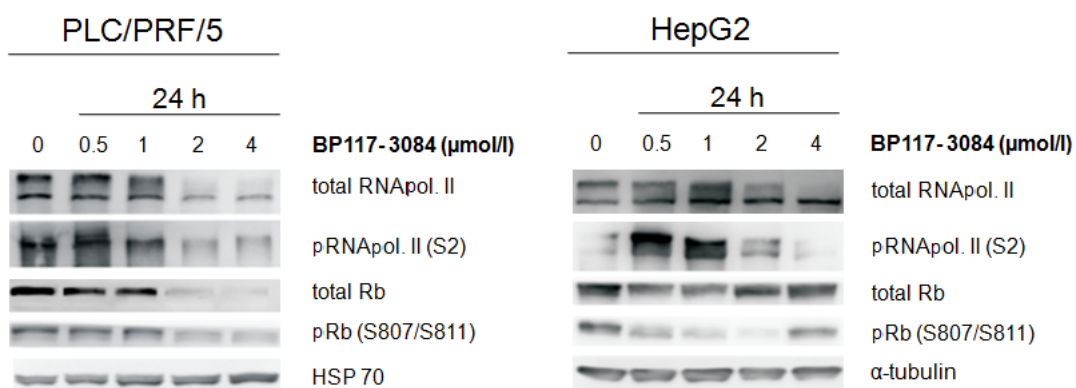 PLC/PRF/5
24 h
0 0.5 1 2 4 BP117-3084 (µmol/l)
total RNApol. II
pRNApol. II (S2)
total Rb
pRb (S807/S811)
HSP 70
HepG2
24 h
0 0.5 1 2 4 BP117-3084 (µmol/l)
total RNApol. II
pRNApol. II (S2)
total Rb
pRb (S807/S811)
α-tubulin